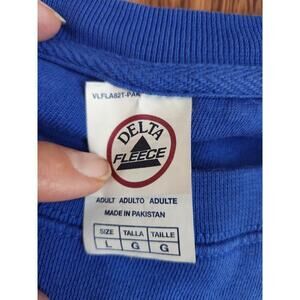 VLFLA82T-PAK
DELTA
FLEECE
ADULT ADULTO ADULTE
MADE IN PAKISTAN
SIZE TALLA TAILLE
L G G